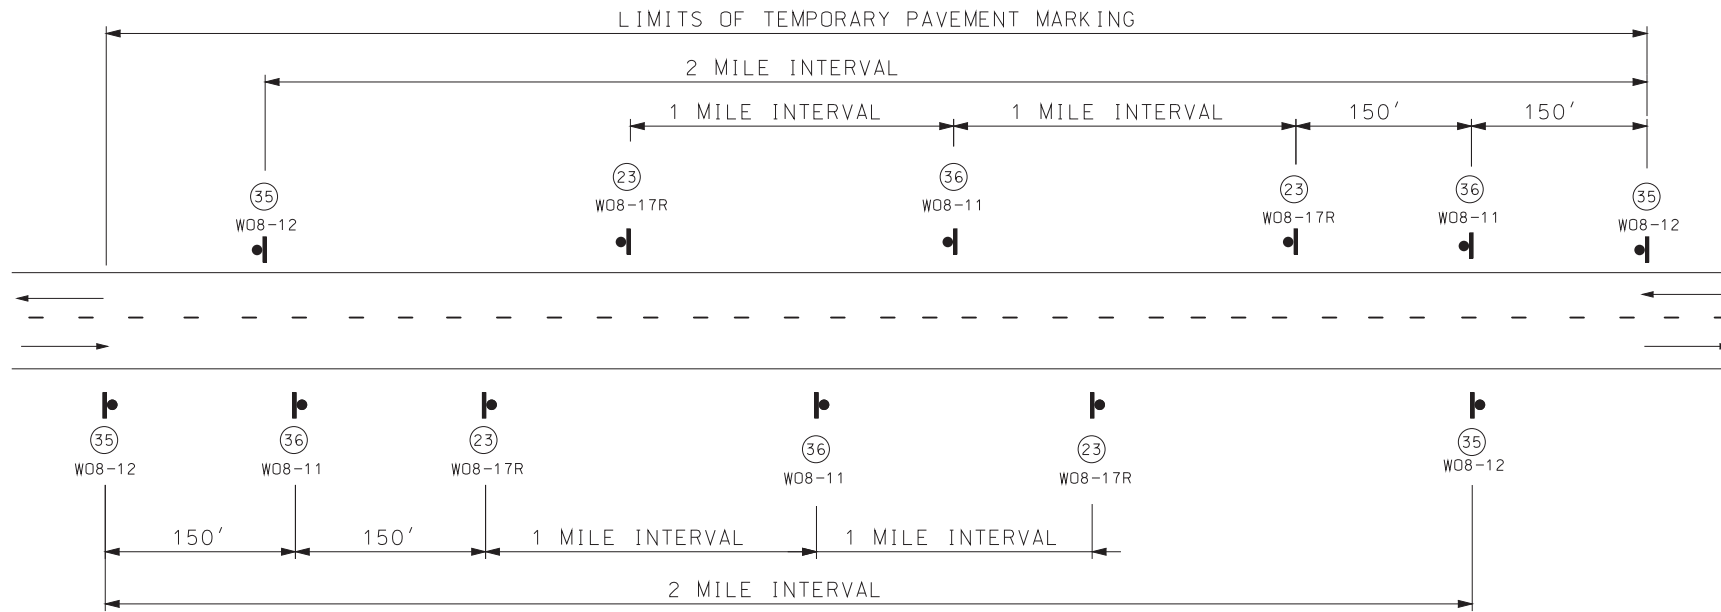 LIMITS OF TEMPORARY PAVEMENT MARKING
2 MILE INTERVAL
1 MILE INTERVAL 1 MILE INTERVAL 150' 150'
35 23 36 23 36 35
WO8-12 WO8-17R WO8-11 WO8-17R WO8-11 WO8-12
35 36 23 36 23 35
WO8-12 WO8-11 WO8-17R WO8-11 WO8-17R WO8-12
150' 150' 1 MILE INTERVAL 1 MILE INTERVAL
2 MILE INTERVAL